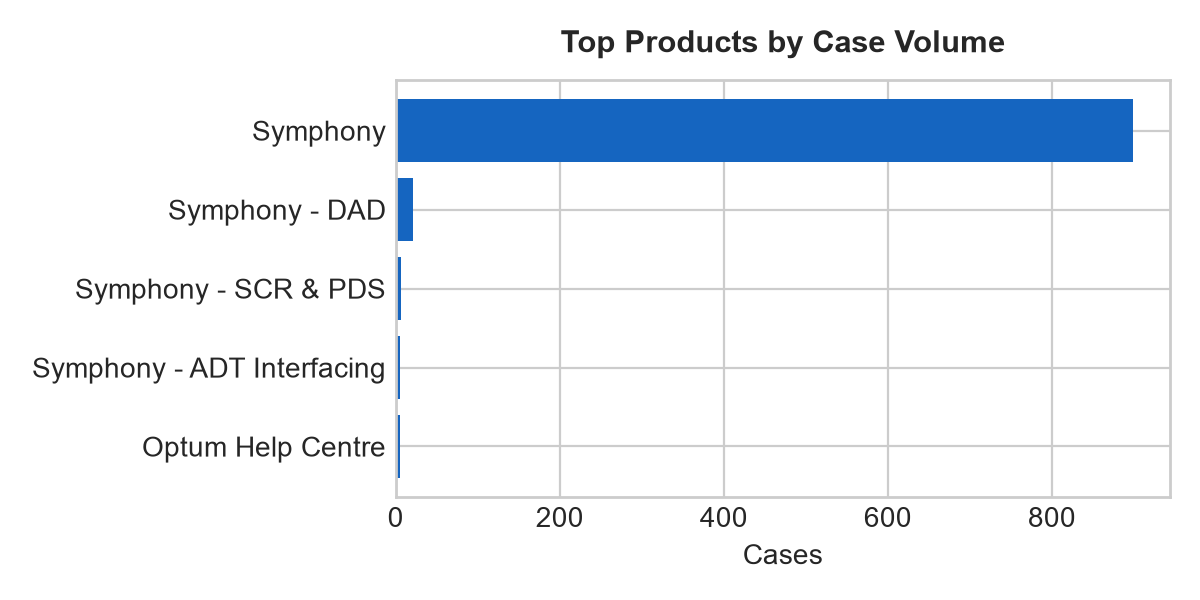 Top Products by Case Volume
Symphony
Symphony - DAD
Symphony - SCR & PDS
Symphony - ADT Interfacing
Optum Help Centre
0 200 400 600 800
Cases